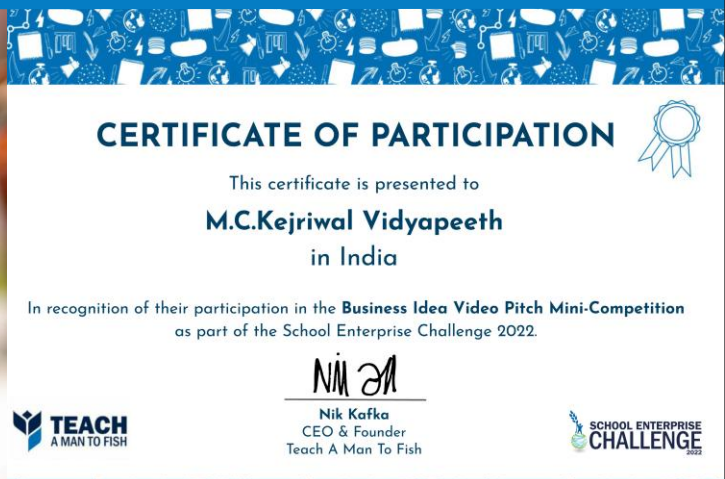 CERTIFICATE OF PARTICIPATION
This certificate is presented to
M.C.Kejriwal Vidyapeeth
in India
In recognition of their participation in the Business Idea Video Pitch Mini-Competition
as part of the School Enterprise Challenge 2022.
Nik Kafka
CEO & Founder
Teach A Man To Fish
TEACH
A MAN TO FISH
SCHOOL ENTERPRISE
CHALLENGE
2022